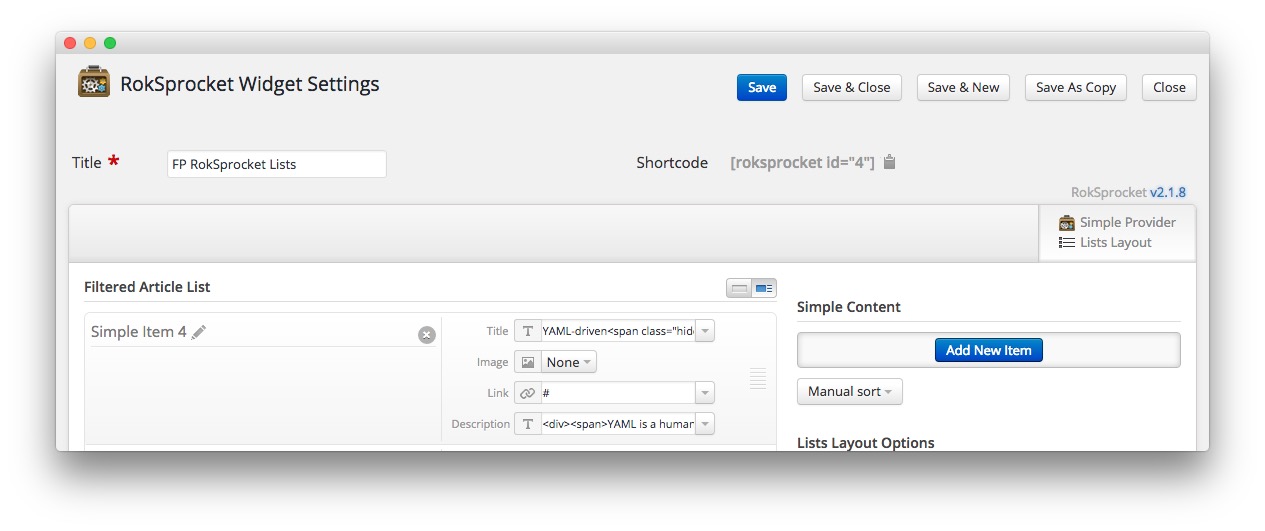 RokSprocket Widget Settings
Save
Save & Close
Save & New
Save As Copy
Close
Title *
FP RokSprocket Lists
Shortcode
[roksprocket id="4"]
RokSprocket v2.1.8
Simple Provider
Lists Layout
Filtered Article List
Simple Item 4
Title
T
YAML-driven<span class="hid
Image
None
Link
#
Description
T
<div><span>YAML is a human
Simple Content
Add New Item
Manual sort
Lists Layout Options